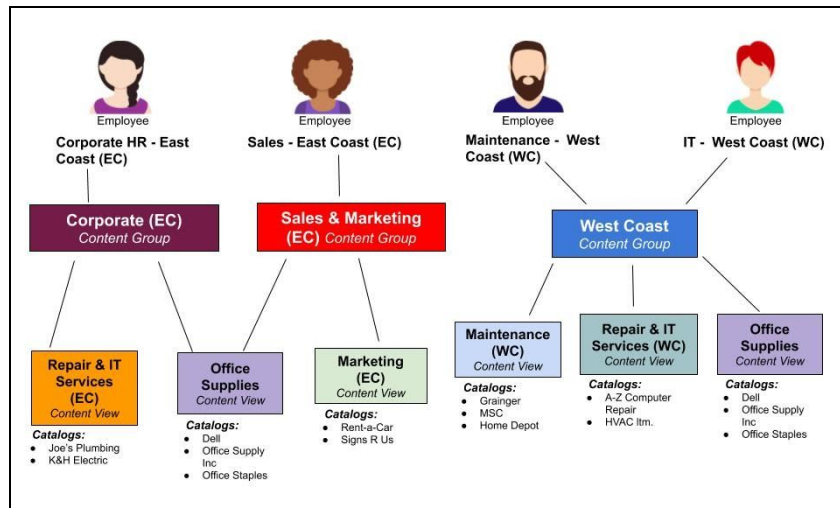 Employee
Corporate HR - East
Coast (EC)
Employee
Sales - East Coast (EC)
Employee
Maintenance - West
Coast (WC)
Employee
IT - West Coast (WC)
Corporate (EC)
Content Group
Sales & Marketing
(EC) Content Group
West Coast
Content Group
Repair & IT
Services
(EC)
Content View
Catalogs:
● Joe's Plumbing
● K&H Electric
Office
Supplies
Content View
Catalogs:
● Dell
● Office Supply
Inc
● Office Staples
Marketing
(EC)
Content View
Catalogs:
● Rent-a-Car
● Signs R Us
Maintenance
(WC)
Content View
Catalogs:
● Grainger
● MSC
● Home Depot
Repair & IT
Services (WC)
Content View
Catalogs:
● A-Z Computer
Repair
● HVAC Itm.
Office
Supplies
Content View
Catalogs:
● Dell
● Office Supply
Inc
● Office Staples